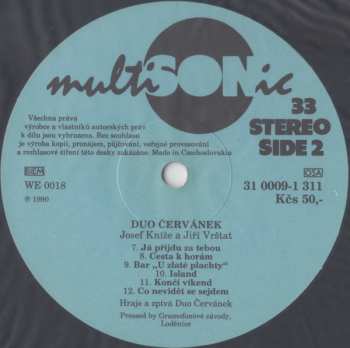 multiSONic
33
STEREO
SIDE 2
Všechna práva
výrobce a vlastníků autorských práv
k dílu jsou vyhrazena. Bez souhlasu
je výroba kopií, pronájem, půjčování, veřejné provozování
a rozhlasové šíření této desky zakázáno. Made in Czechoslovakia
WE 0018
℗ 1990
OSA
31 0009-1 311
Kčs 50,-
DUO ČERVÁNEK
Josef Kníže a Jiří Vrštat
7. Já přijdu za tebou
8. Cesta k horám
9. Bar „U zlaté plachty"
10. Island
11. Končí víkend
12. Co nevidět se sejdem
Hraje a zpívá Duo Červánek
Pressed by Gramofonové závody,
Loděnice